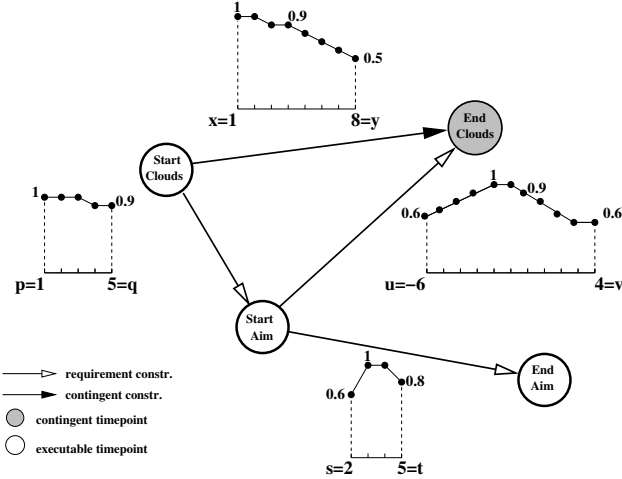 1
0.9
0.5
x=1
8=y
End
Clouds
Start
Clouds
1
0.9
p=1
5=q
1
0.9
0.6
0.6
u=−6
4=v
Start
Aim
1
0.6
0.8
s=2
5=t
End
Aim
requirement constr.
contingent constr.
contingent timepoint
executable timepoint